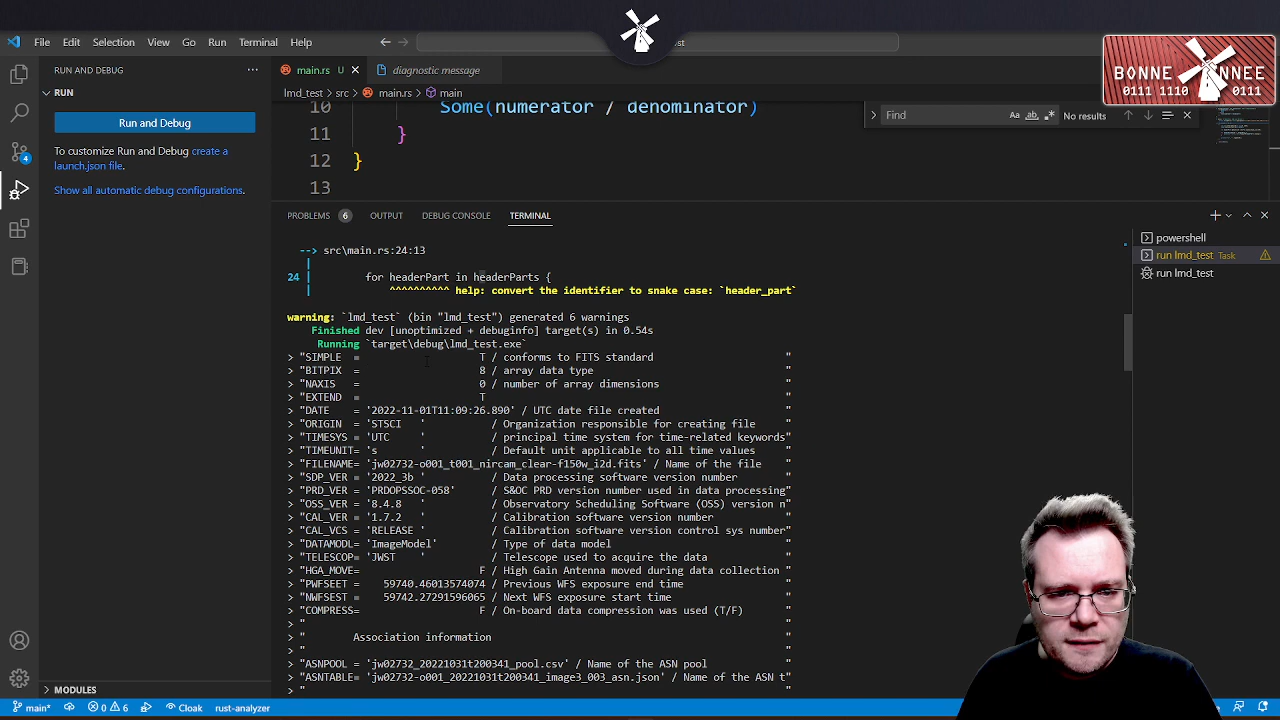 File Edit Selection View Go Run Terminal Help
st
BONNE ANNEE
0111 1110 0111
RUN AND DEBUG ...
main.rs U
diagnostic message
RUN
lmd_test > src > main.rs > main
Run and Debug
10 Some(numerator / denominator)
Find
Aa ab No results
11 }
To customize Run and Debug create a
launch.json file.
12 }
Show all automatic debug configurations.
13
PROBLEMS 6 OUTPUT DEBUG CONSOLE TERMINAL
powershell
--> src\main.rs:24:13
run lmd_test Task
|
24 | for headerPart in headerParts {
run lmd_test
| ^^^^^^^^^^ help: convert the identifier to snake case: `header_part`
warning: `lmd_test` (bin "lmd_test") generated 6 warnings
Finished dev [unoptimized + debuginfo] target(s) in 0.54s
Running `target\debug\lmd_test.exe`
> "SIMPLE = T / conforms to FITS standard "
> "BITPIX = 8 / array data type "
> "NAXIS = 0 / number of array dimensions "
> "EXTEND = T "
> "DATE = '2022-11-01T11:09:26.890' / UTC date file created "
> "ORIGIN = 'STSCI ' / Organization responsible for creating file "
> "TIMESYS = 'UTC ' / principal time system for time-related keywords"
> "TIMEUNIT= 's ' / Default unit applicable to all time values "
> "FILENAME= 'jw02732-o001_t001_nircam_clear-f150w_i2d.fits' / Name of the file "
> "SDP_VER = '2022_3b ' / Data processing software version number "
> "PRD_VER = 'PRDOPSSOC-058' / S&OC PRD version number used in data processing"
> "OSS_VER = '8.4.8 ' / Observatory Scheduling Software (OSS) version n"
> "CAL_VER = '1.7.2 ' / Calibration software version number "
> "CAL_VCS = 'RELEASE ' / Calibration software version control sys number"
> "DATAMODL= 'ImageModel' / Type of data model "
> "TELESCOP= 'JWST ' / Telescope used to acquire the data "
> "HGA_MOVE= F / High Gain Antenna moved during data collection "
> "PWFSEET = 59740.46013574074 / Previous WFS exposure end time "
> "NWFSEST = 59742.27291596065 / Next WFS exposure start time "
> "COMPRESS= F / On-board data compression was used (T/F) "
> " "
> " Association information "
> " "
> "ASNPOOL = 'jw02732_20221031t200341_pool.csv' / Name of the ASN pool "
> "ASNTABLE= 'jw02732-o001_20221031t200341_image3_003_asn.json' / Name of the ASN t"
> " "
MODULES
main* 0 6 Cloak rust-analyzer
4